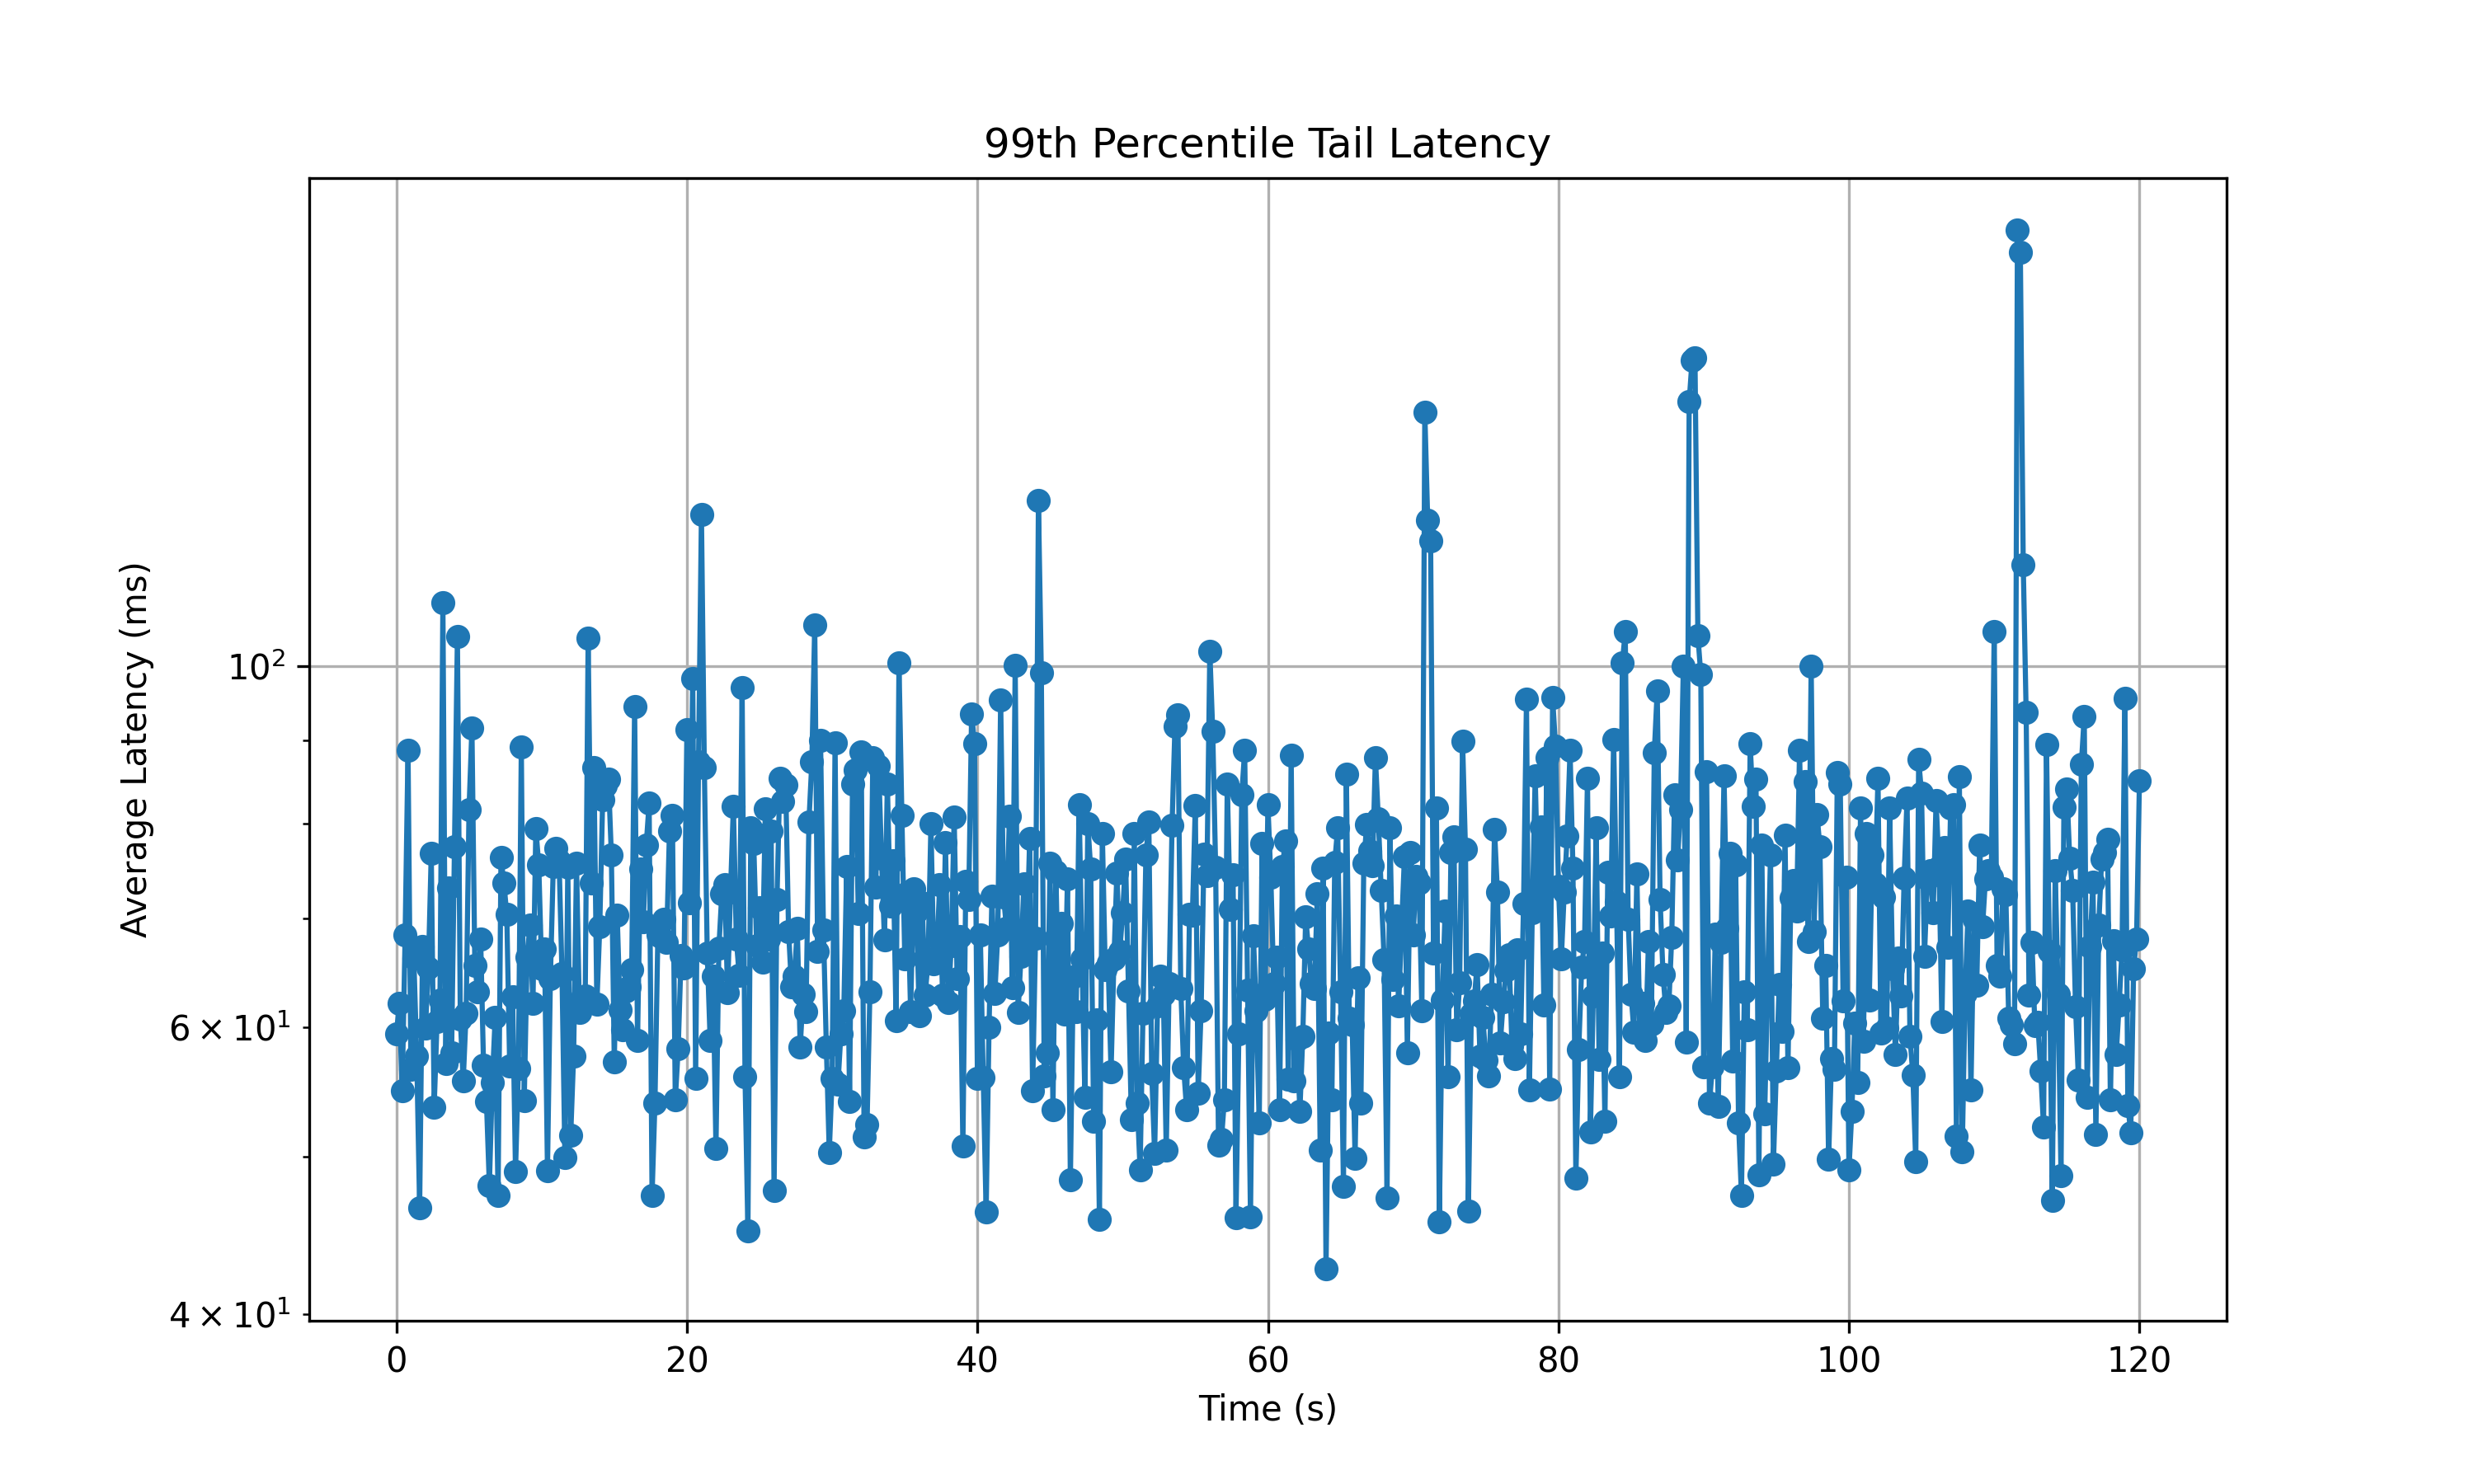 99th Percentile Tail Latency
Average Latency (ms)
10²
6 × 10¹
4 × 10¹
0 20 40 60 80 100 120
Time (s)